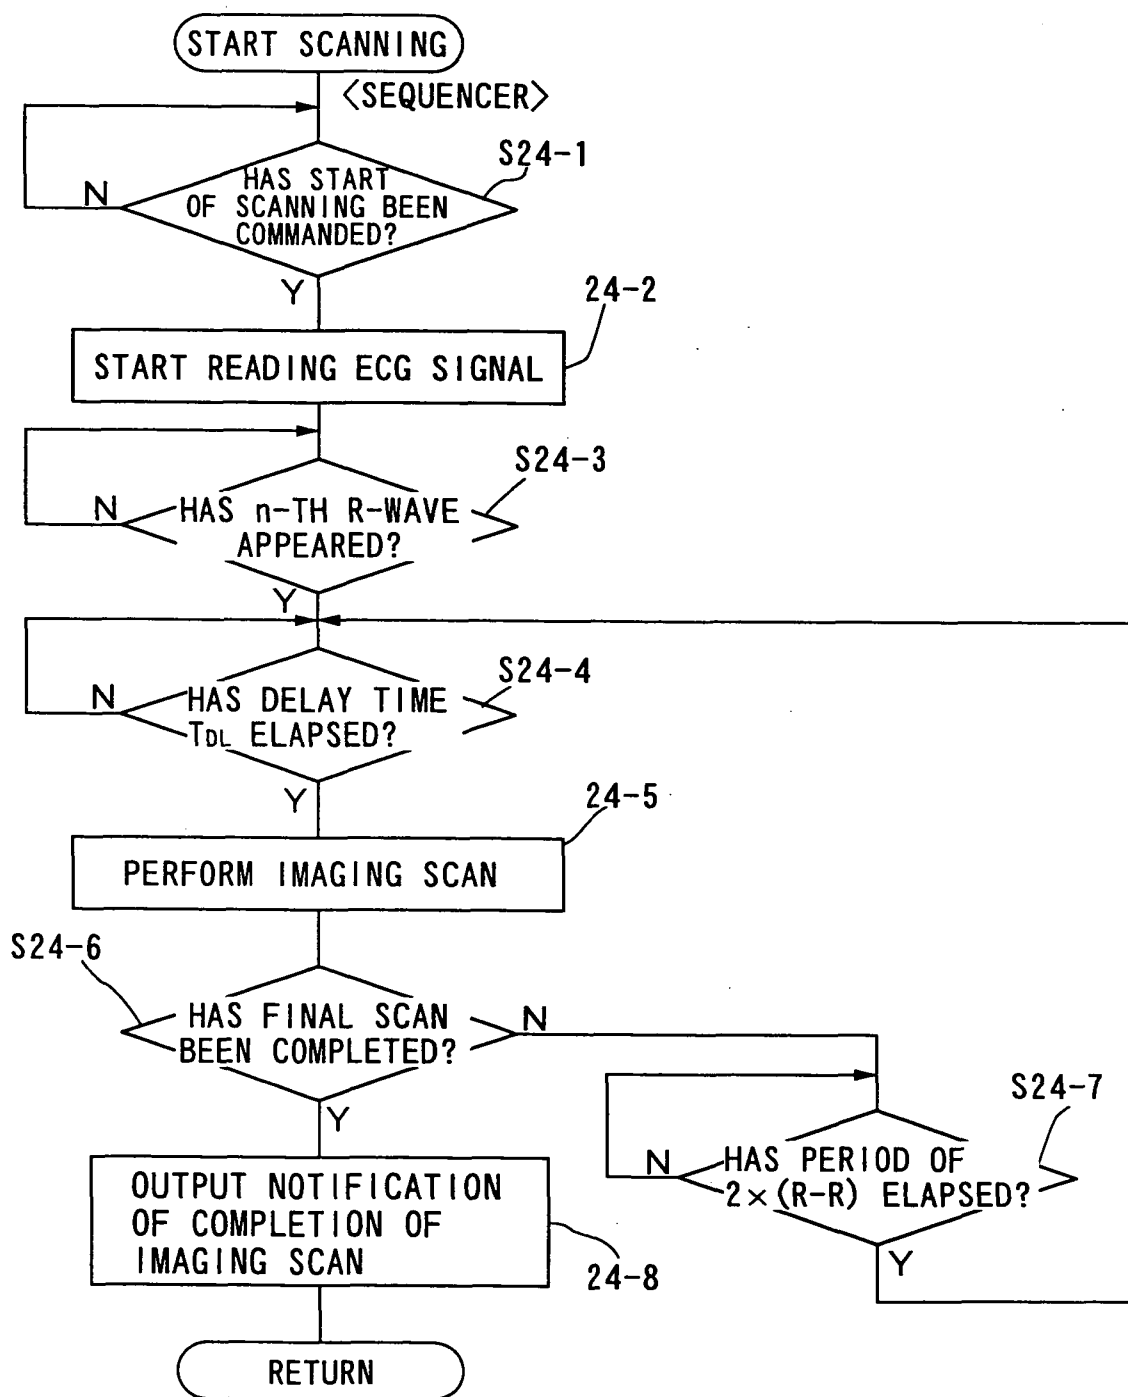 START SCANNING
<SEQUENCER>
S24-1
HAS START
OF SCANNING BEEN
COMMANDED?
N
Y
24-2
START READING ECG SIGNAL
S24-3
HAS n-TH R-WAVE
APPEARED?
N
Y
S24-4
HAS DELAY TIME
TDL ELAPSED?
N
Y
24-5
PERFORM IMAGING SCAN
S24-6
HAS FINAL SCAN
BEEN COMPLETED?
N
Y
S24-7
HAS PERIOD OF
2×(R-R) ELAPSED?
N
Y
OUTPUT NOTIFICATION
OF COMPLETION OF
IMAGING SCAN
24-8
RETURN